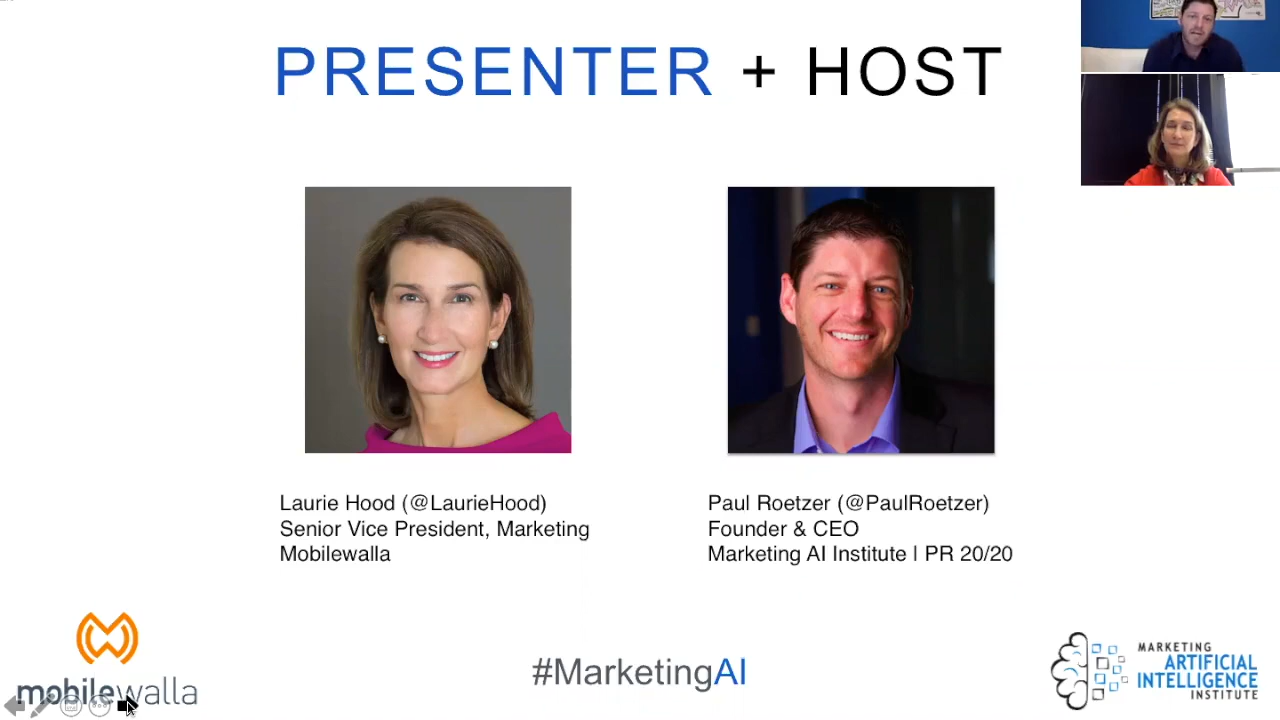 PRESENTER + HOST
Laurie Hood (@LaurieHood)
Senior Vice President, Marketing
Mobilewalla
Paul Roetzer (@PaulRoetzer)
Founder & CEO
Marketing AI Institute | PR 20/20
mobilewalla
#MarketingAI
MARKETING
ARTIFICIAL
INTELLIGENCE
INSTITUTE